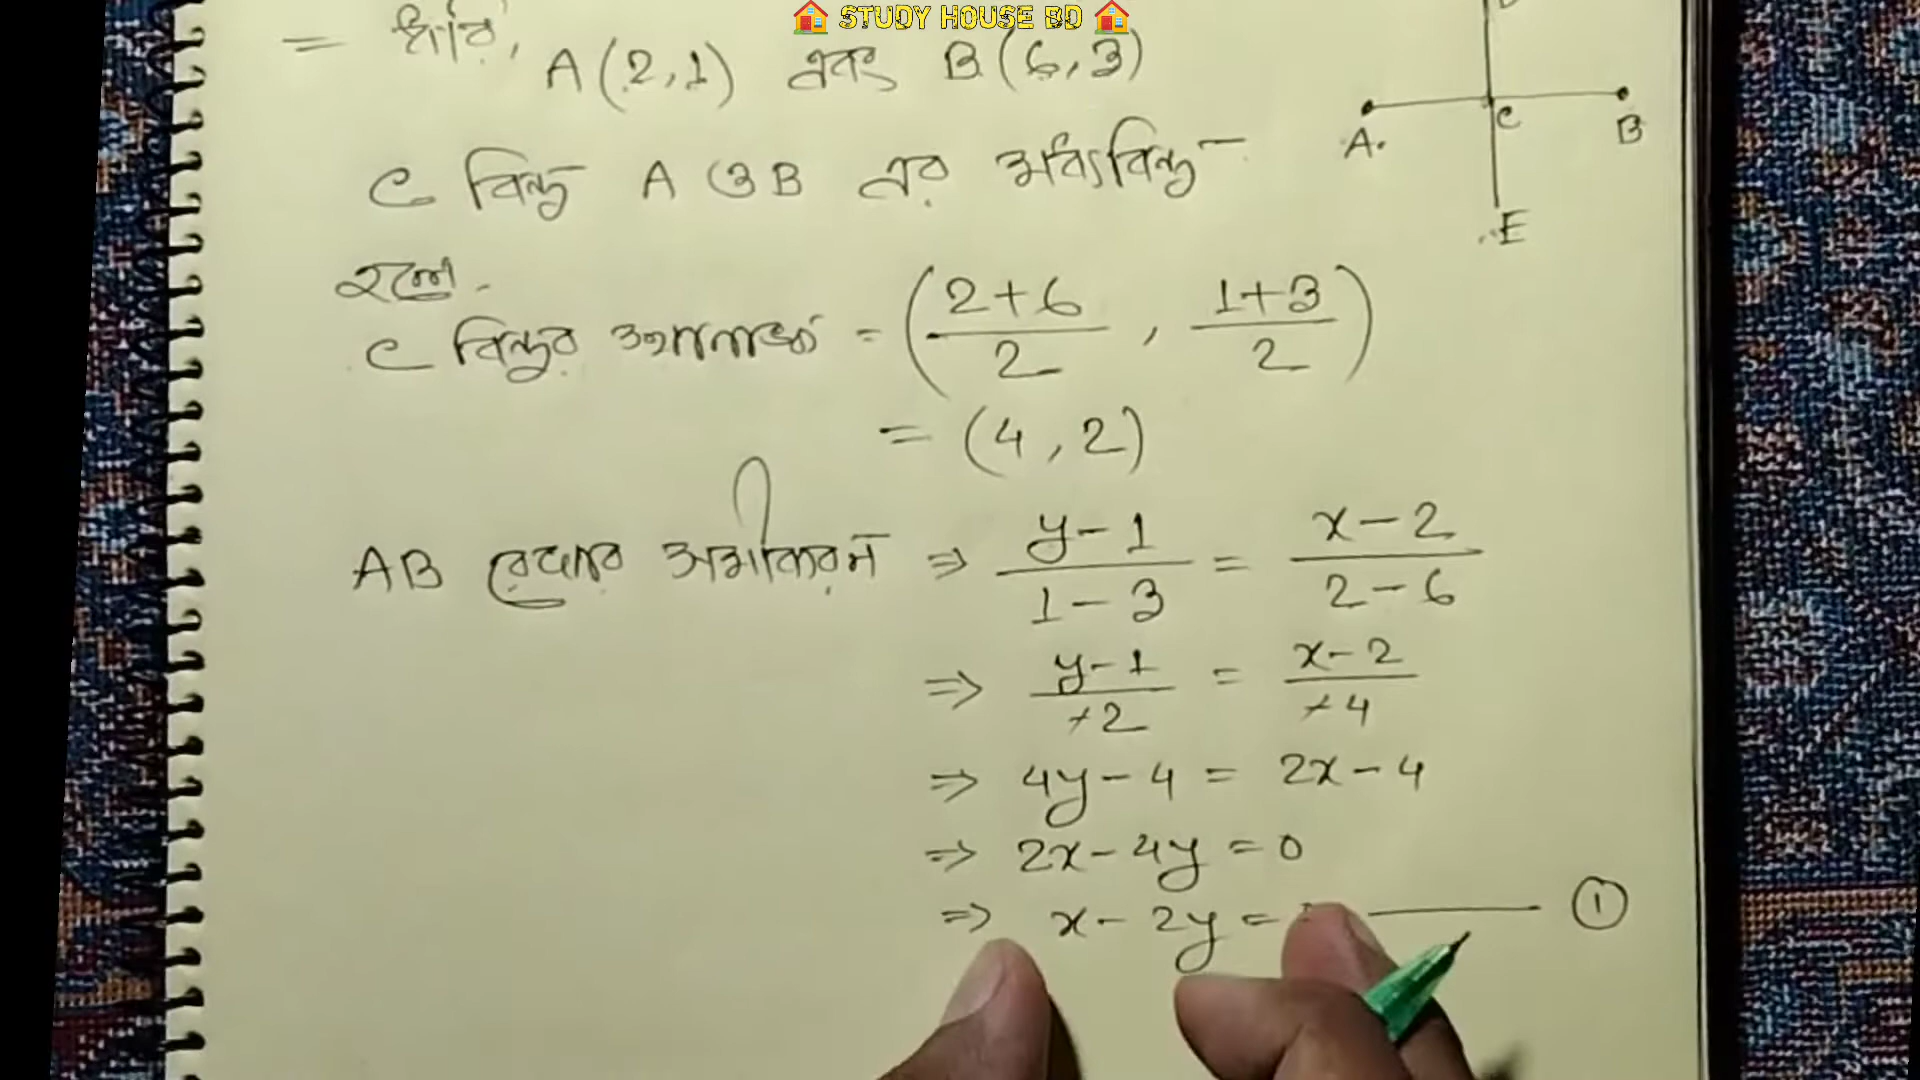 🏠 STUDY HOUSE BD 🏠
= ধরি, A(2,1) এবং B(6,3)
C বিন্দু A ও B এর মধ্যবিন্দু
হলে.
C বিন্দুর স্থানাঙ্ক = (2+6/2 , 1+3/2)
= (4,2)
AB রেখার সমীকরন ⇒ y-1/1-3 = x-2/2-6
⇒ y-1/+2 = x-2/+4
⇒ 4y-4 = 2x-4
⇒ 2x-4y=0
⇒ x-2y= ——— ①
A.
C
B
E